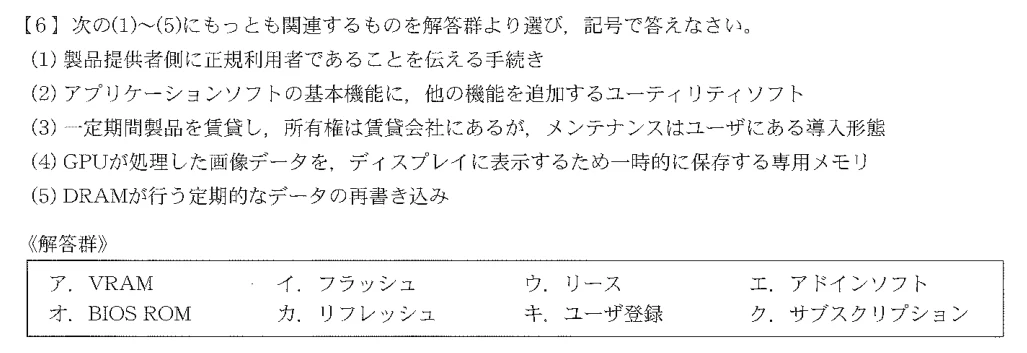 【6】次の(1)～(5)にもっとも関連するものを解答群より選び，記号で答えなさい。
(1) 製品提供者側に正規利用者であることを伝える手続き
(2) アプリケーションソフトの基本機能に，他の機能を追加するユーティリティソフト
(3) 一定期間製品を賃貸し，所有権は賃貸会社にあるが，メンテナンスはユーザにある導入形態
(4) GPUが処理した画像データを，ディスプレイに表示するため一時的に保存する専用メモリ
(5) DRAMが行う定期的なデータの再書き込み
《解答群》
ア．VRAM イ．フラッシュ ウ．リース エ．アドインソフト
オ．BIOS ROM カ．リフレッシュ キ．ユーザ登録 ク．サブスクリプション